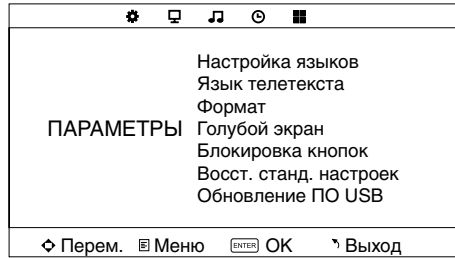 Настройка языков
Язык телетекста
Формат
ПАРАМЕТРЫ Голубой экран
Блокировка кнопок
Восст. станд. настроек
Обновление ПО USB
Перем. Меню ENTER OK Выход